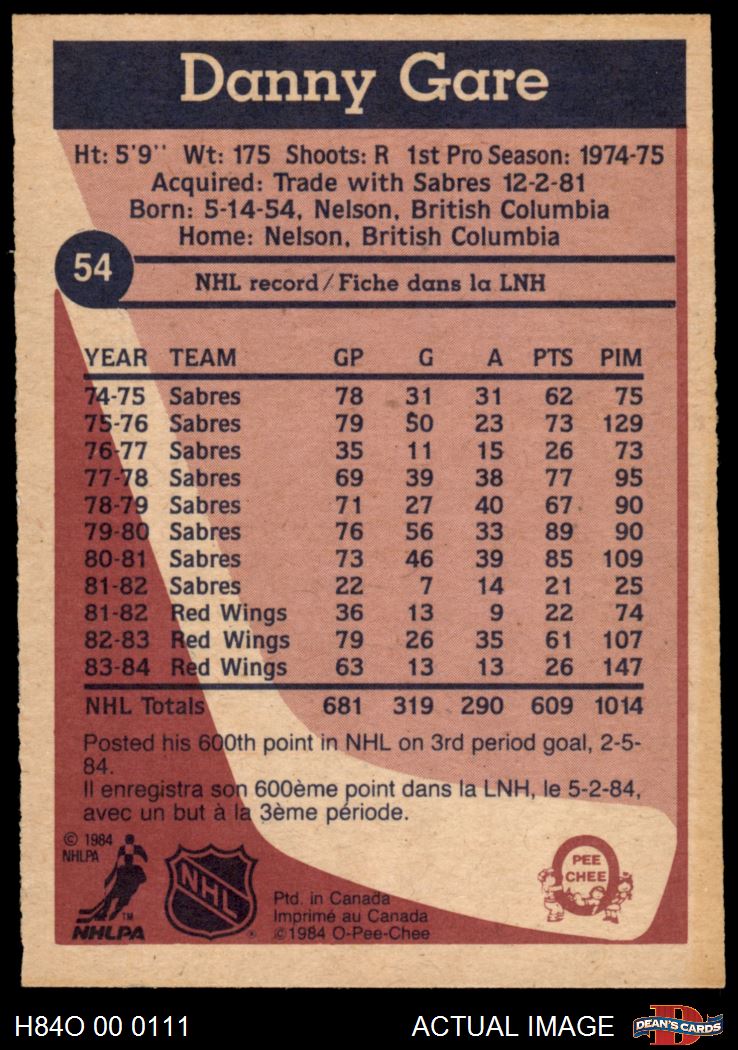 Danny Gare
Ht: 5'9'' Wt: 175 Shoots: R 1st Pro Season: 1974-75
Acquired: Trade with Sabres 12-2-81
Born: 5-14-54, Nelson, British Columbia
Home: Nelson, British Columbia
54
NHL record/Fiche dans la LNH
YEAR TEAM GP G A PTS PIM
74-75 Sabres 78 31 31 62 75
75-76 Sabres 79 50 23 73 129
76-77 Sabres 35 11 15 26 73
77-78 Sabres 69 39 38 77 95
78-79 Sabres 71 27 40 67 90
79-80 Sabres 76 56 33 89 90
80-81 Sabres 73 46 39 85 109
81-82 Sabres 22 7 14 21 25
81-82 Red Wings 36 13 9 22 74
82-83 Red Wings 79 26 35 61 107
83-84 Red Wings 63 13 13 26 147
NHL Totals 681 319 290 609 1014
Posted his 600th point in NHL on 3rd period goal, 2-5-
84.
Il enregistra son 600ème point dans la LNH, le 5-2-84,
avec un but à la 3ème période.
© 1984
NHLPA
TM
NHLPA
NHL
®
Ptd. in Canada
Imprimé au Canada
©1984 O-Pee-Chee
PEE
CHEE
H84O 00 0111 ACTUAL IMAGE
D
DEAN'S CARDS